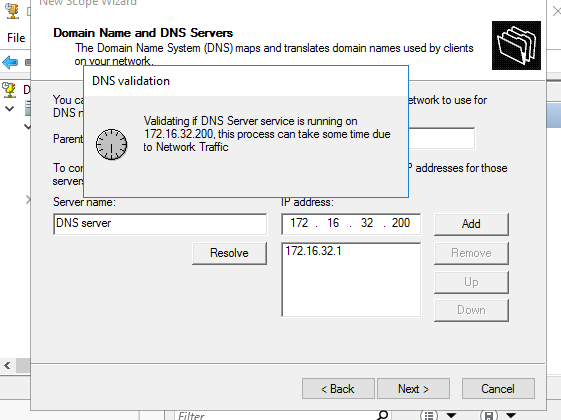 New Scope Wizard
D
File
Domain Name and DNS Servers
The Domain Name System (DNS) maps and translates domain names used by clients
on your network.
D
DNS validation
You ca
etwork to use for
DNS n
Validating if DNS Server service is running on
172.16.32.200, this process can take some time due
to Network Traffic
Parent
To con
P addresses for those
servers
Server name:
IP address:
DNS server
172 . 16 . 32 . 200
Add
Resolve
172.16.32.1
Remove
Up
Down
< Back
Next >
Cancel
Filter